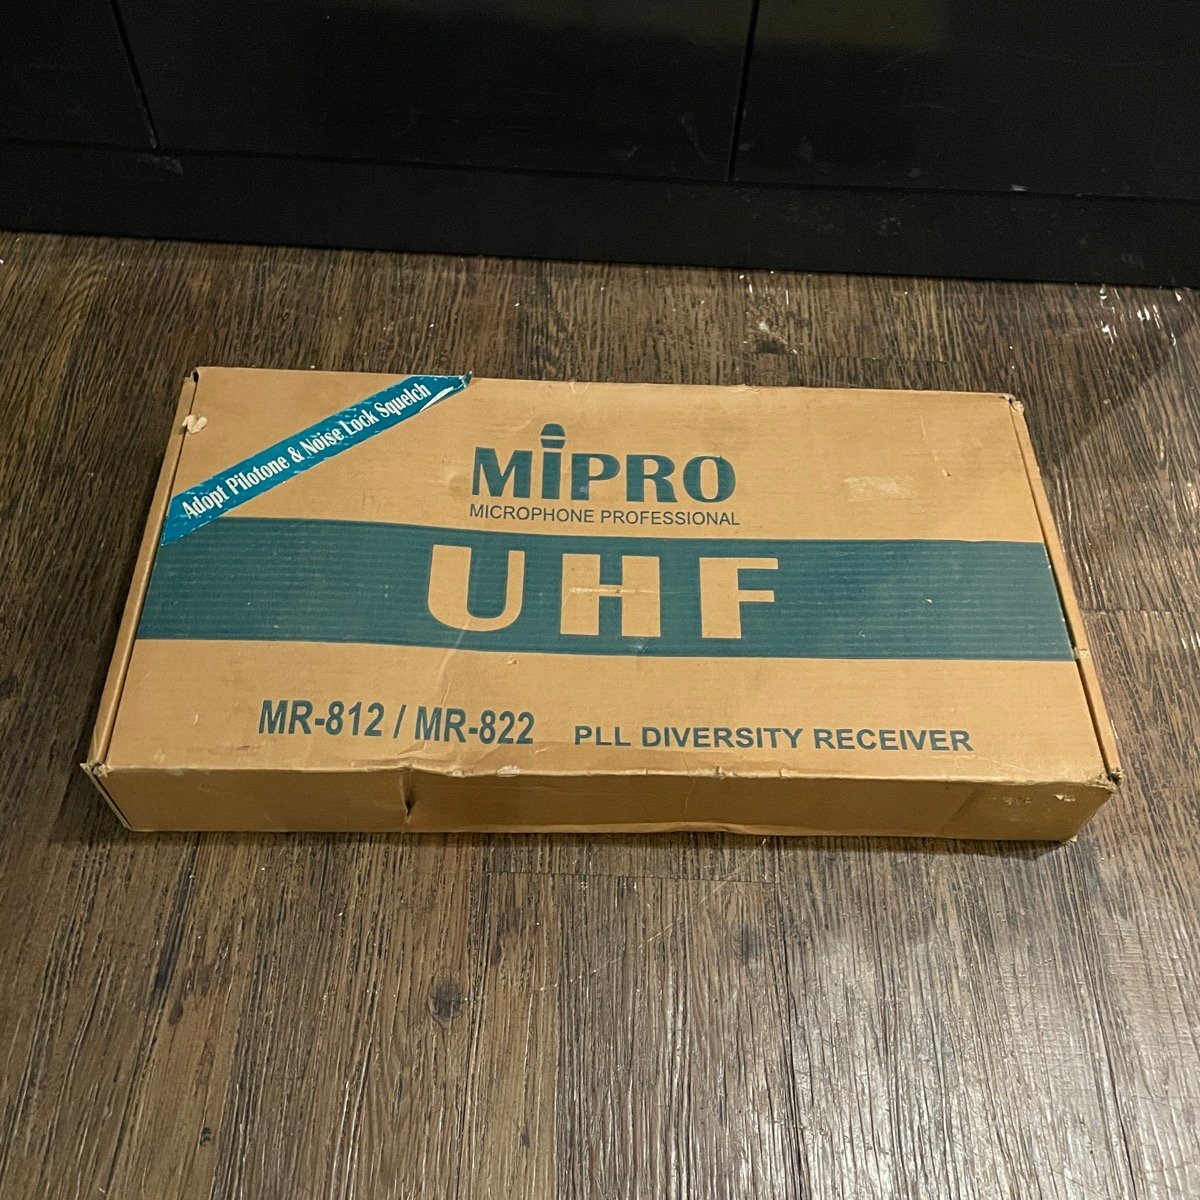 Adopt Pilotone & Noise Lock Squelch
MiPRO
MICROPHONE PROFESSIONAL
UHF
MR-812 / MR-822 PLL DIVERSITY RECEIVER